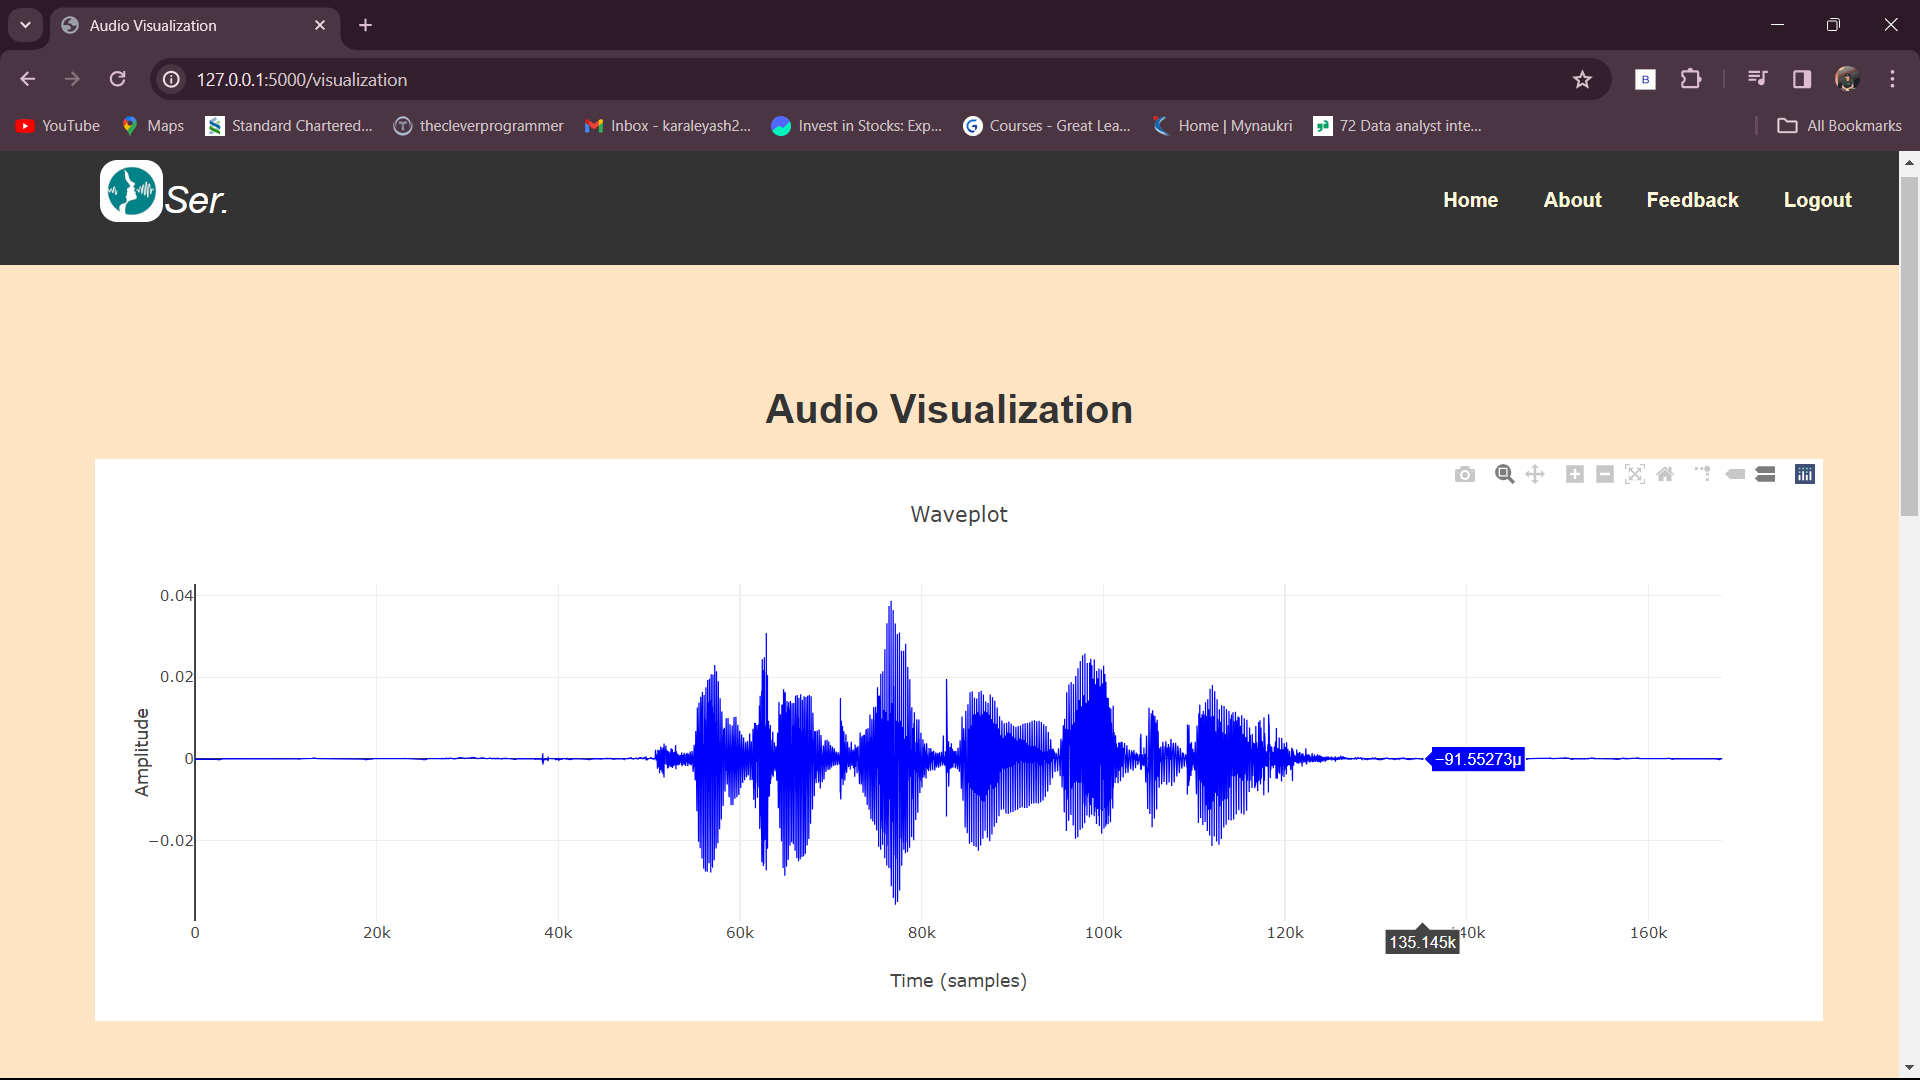 Audio Visualization
127.0.0.1:5000/visualization
B
YouTube Maps Standard Chartered... thecleverprogrammer Inbox - karaleyash2... Invest in Stocks: Exp... Courses - Great Lea... Home | Mynaukri 72 Data analyst inte... All Bookmarks
Ser. Home About Feedback Logout
Audio Visualization
Waveplot
0.04
0.02
0
−0.02
Amplitude
−91.55273μ
0 20k 40k 60k 80k 100k 120k 40k 160k
135.145k
Time (samples)